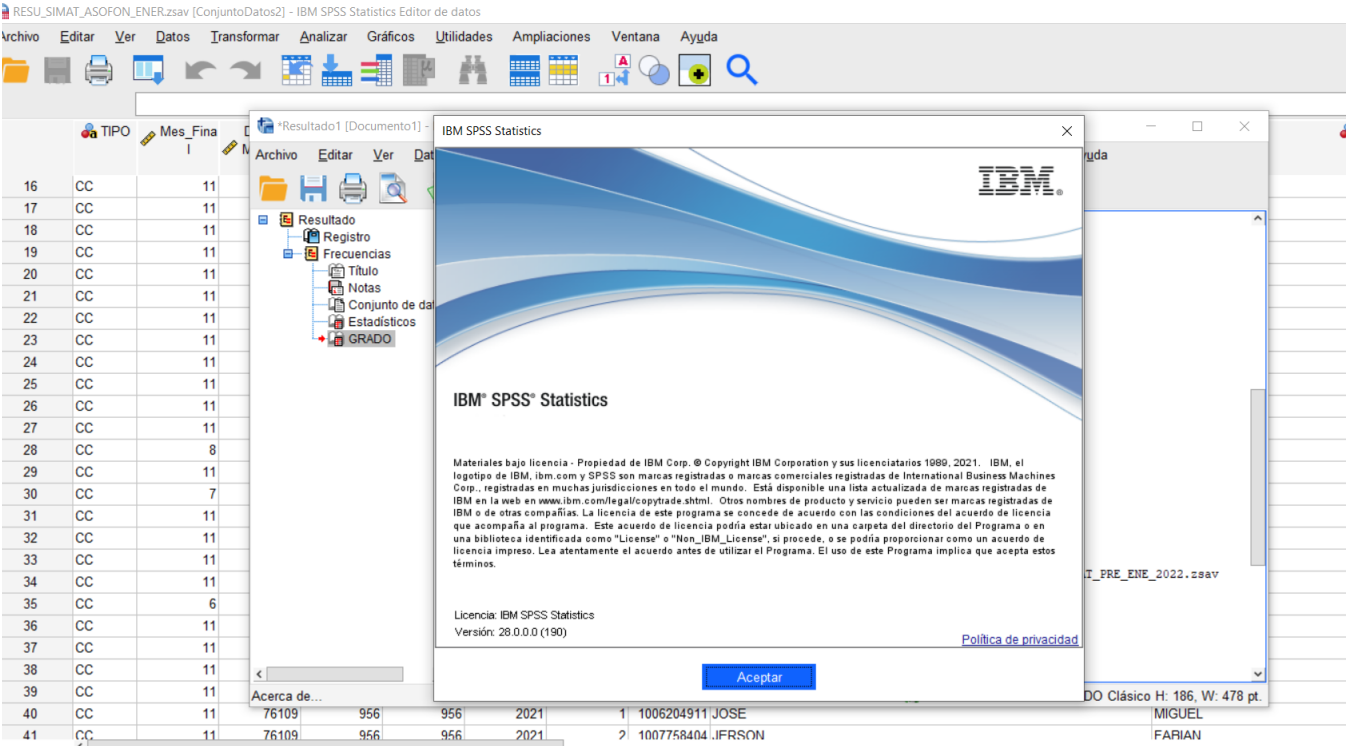 RESU_SIMAT_ASOFON_ENER.zsav [ConjuntoDatos2] - IBM SPSS Statistics Editor de datos
Archivo Editar Ver Datos Transformar Analizar Gráficos Utilidades Ampliaciones Ventana Ayuda
TIPO Mes_Fina
l
16 CC 11
17 CC 11
18 CC 11
19 CC 11
20 CC 11
21 CC 11
22 CC 11
23 CC 11
24 CC 11
25 CC 11
26 CC 11
27 CC 11
28 CC 8
29 CC 11
30 CC 7
31 CC 11
32 CC 11
33 CC 11
34 CC 11
35 CC 6
36 CC 11
37 CC 11
38 CC 11
39 CC 11
40 CC 11 76109 956 956 2021 1 1006204911 JOSE MIGUEL
41 CC 11 76109 956 956 2021 2 1007758404 JERSON FABIAN
*Resultado1 [Documento1] -
Archivo Editar Ver Dat
yuda
Resultado
Registro
Frecuencias
Título
Notas
Conjunto de dat
Estadísticos
GRADO
T_PRE_ENE_2022.zsav
Acerca de...
DO Clásico H: 186, W: 478 pt.
IBM SPSS Statistics
IBM®
IBM® SPSS® Statistics
Materiales bajo licencia - Propiedad de IBM Corp. © Copyright IBM Corporation y sus licenciatarios 1989, 2021. IBM, el
logotipo de IBM, ibm.com y SPSS son marcas registradas o marcas comerciales registradas de International Business Machines
Corp., registradas en muchas jurisdicciones en todo el mundo. Está disponible una lista actualizada de marcas registradas de
IBM en la web en www.ibm.com/legal/copytrade.shtml. Otros nombres de producto y servicio pueden ser marcas registradas de
IBM o de otras compañías. La licencia de este programa se concede de acuerdo con las condiciones del acuerdo de licencia
que acompaña al programa. Este acuerdo de licencia podría estar ubicado en una carpeta del directorio del Programa o en
una biblioteca identificada como "License" o "Non_IBM_License", si procede, o se podría proporcionar como un acuerdo de
licencia impreso. Lea atentamente el acuerdo antes de utilizar el Programa. El uso de este Programa implica que acepta estos
términos.
Licencia: IBM SPSS Statistics
Versión: 28.0.0.0 (190)
Política de privacidad
Aceptar